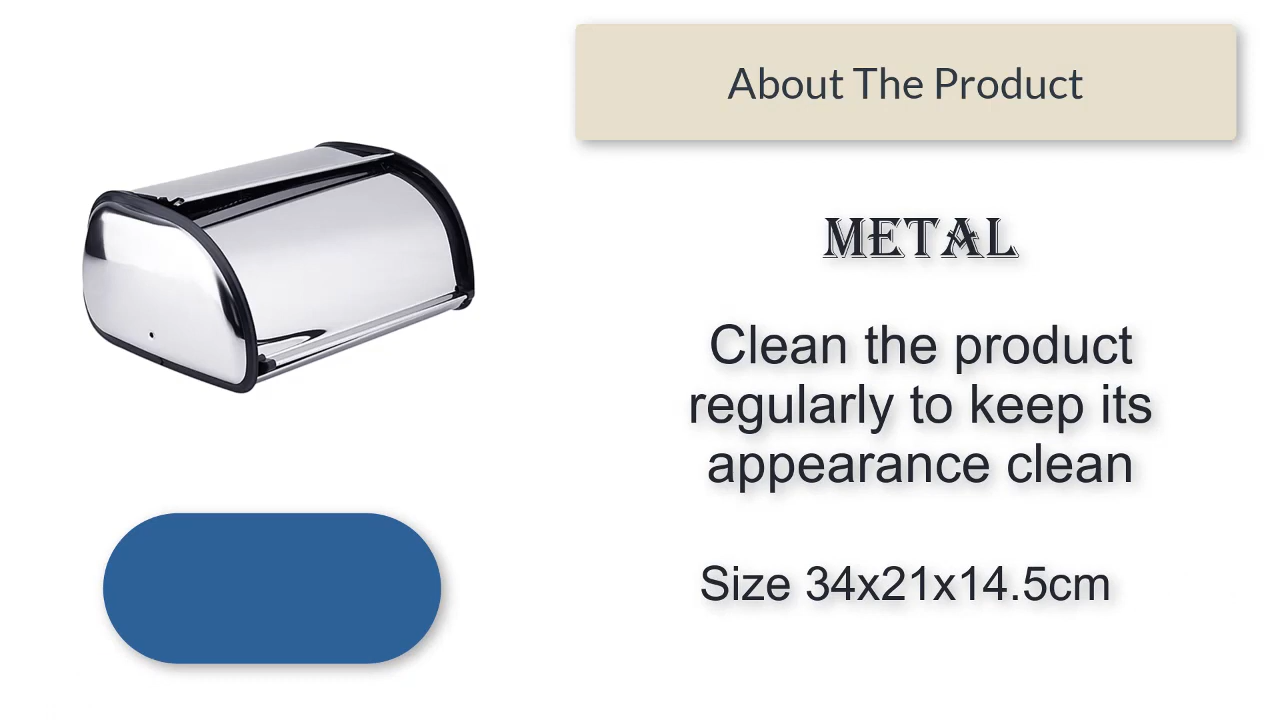 About The Product
METAL
Clean the product
regularly to keep its
appearance clean
Size 34x21x14.5cm